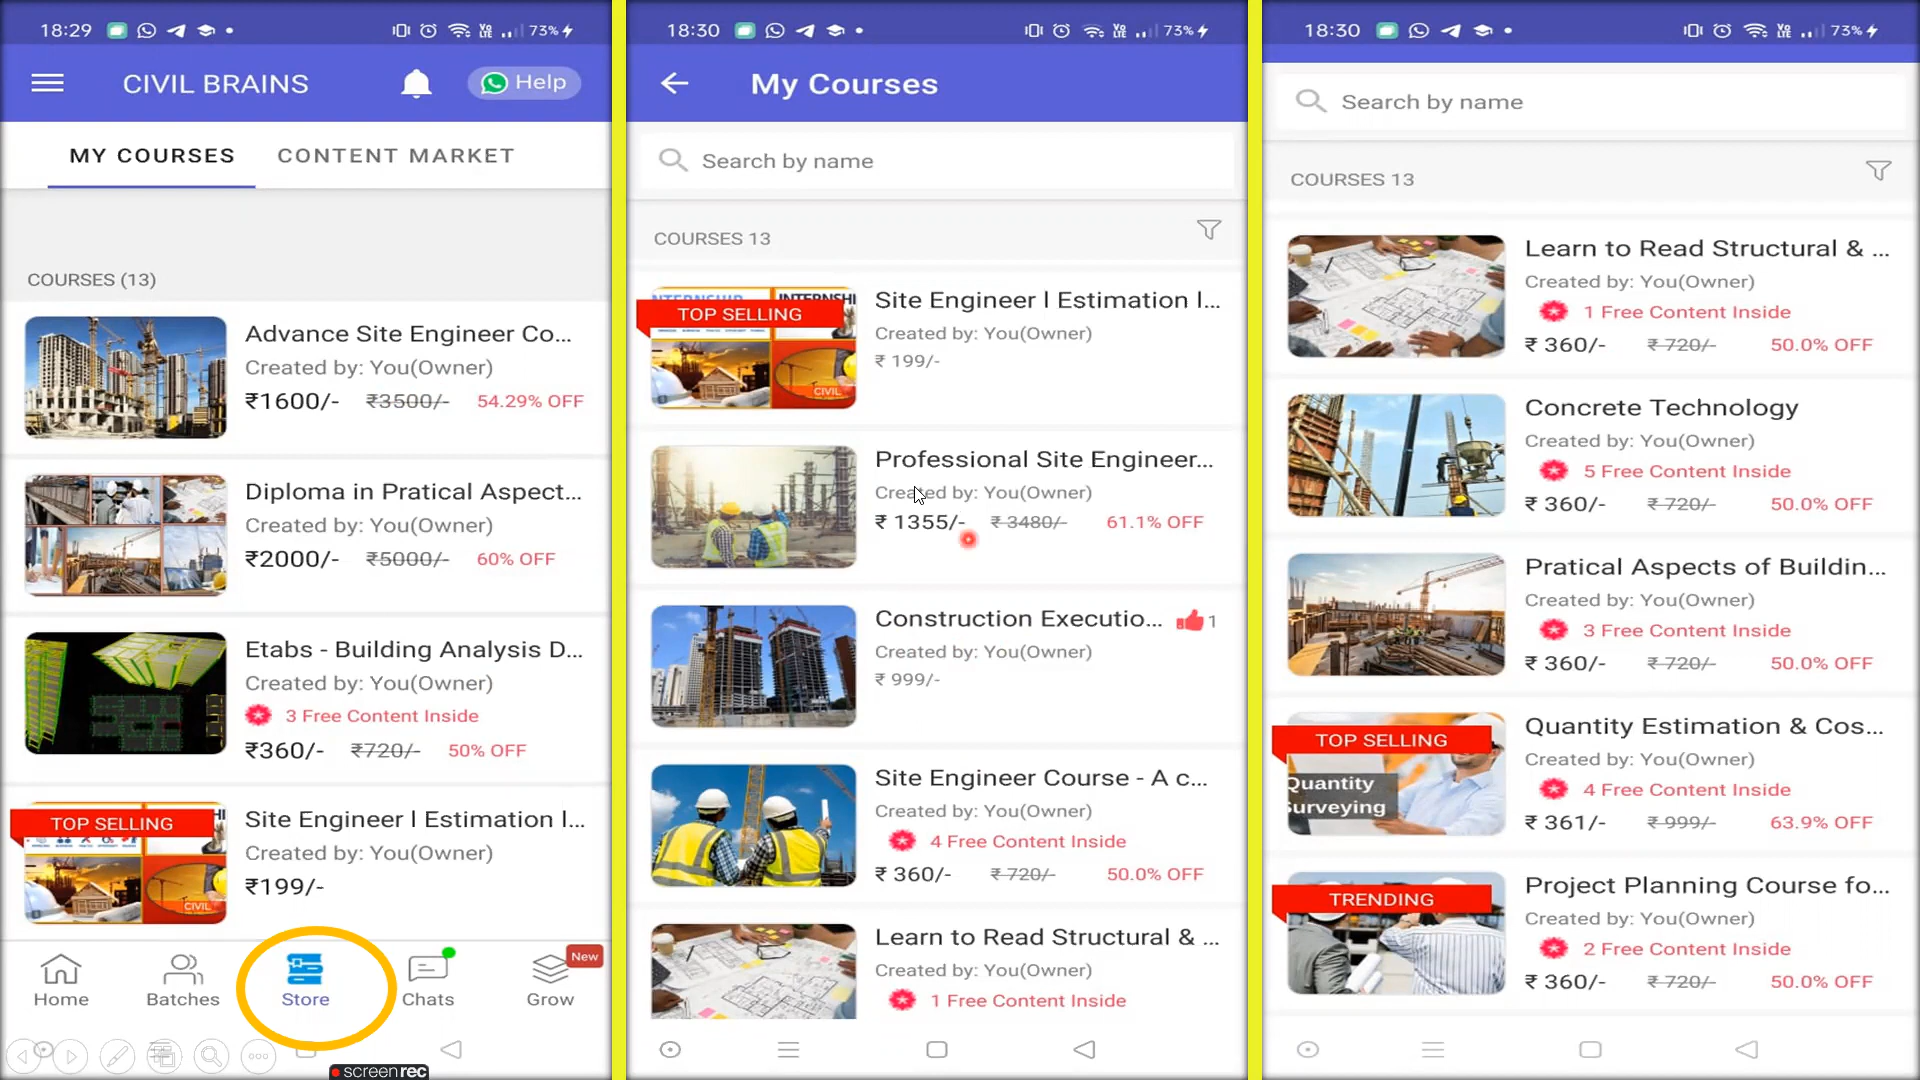 18:29
73%
CIVIL BRAINS
Help
MY COURSES CONTENT MARKET
COURSES (13)
Advance Site Engineer Co...
Created by: You(Owner)
₹1600/- ₹3500/- 54.29% OFF
Diploma in Pratical Aspect...
Created by: You(Owner)
₹2000/- ₹5000/- 60% OFF
Etabs - Building Analysis D...
Created by: You(Owner)
3 Free Content Inside
₹360/- ₹720/- 50% OFF
TOP SELLING
CIVIL
Site Engineer l Estimation l...
Created by: You(Owner)
₹199/-
Home
Batches
Store
Chats
Grow
New
screenrec
18:30
VO LTE
73%
My Courses
Search by name
COURSES 13
INTERNSHIP
INTERNSHI
TOP SELLING
CIVIL
Site Engineer l Estimation l...
Created by: You(Owner)
₹ 199/-
Professional Site Engineer...
Created by: You(Owner)
₹ 1355/- ₹ 3480/- 61.1% OFF
Construction Executio... 1
Created by: You(Owner)
₹ 999/-
Site Engineer Course - A c...
Created by: You(Owner)
4 Free Content Inside
₹ 360/- ₹ 720/- 50.0% OFF
Learn to Read Structural & ...
Created by: You(Owner)
1 Free Content Inside
18:30
VO LTE
73%
Search by name
COURSES 13
Learn to Read Structural & ...
Created by: You(Owner)
1 Free Content Inside
₹ 360/- ₹ 720/- 50.0% OFF
Concrete Technology
Created by: You(Owner)
5 Free Content Inside
₹ 360/- ₹ 720/- 50.0% OFF
Pratical Aspects of Buildin...
Created by: You(Owner)
3 Free Content Inside
₹ 360/- ₹ 720/- 50.0% OFF
TOP SELLING
Quantity
Surveying
Quantity Estimation & Cos...
Created by: You(Owner)
4 Free Content Inside
₹ 361/- ₹ 999/- 63.9% OFF
TRENDING
Project Planning Course fo...
Created by: You(Owner)
2 Free Content Inside
₹ 360/- ₹ 720/- 50.0% OFF